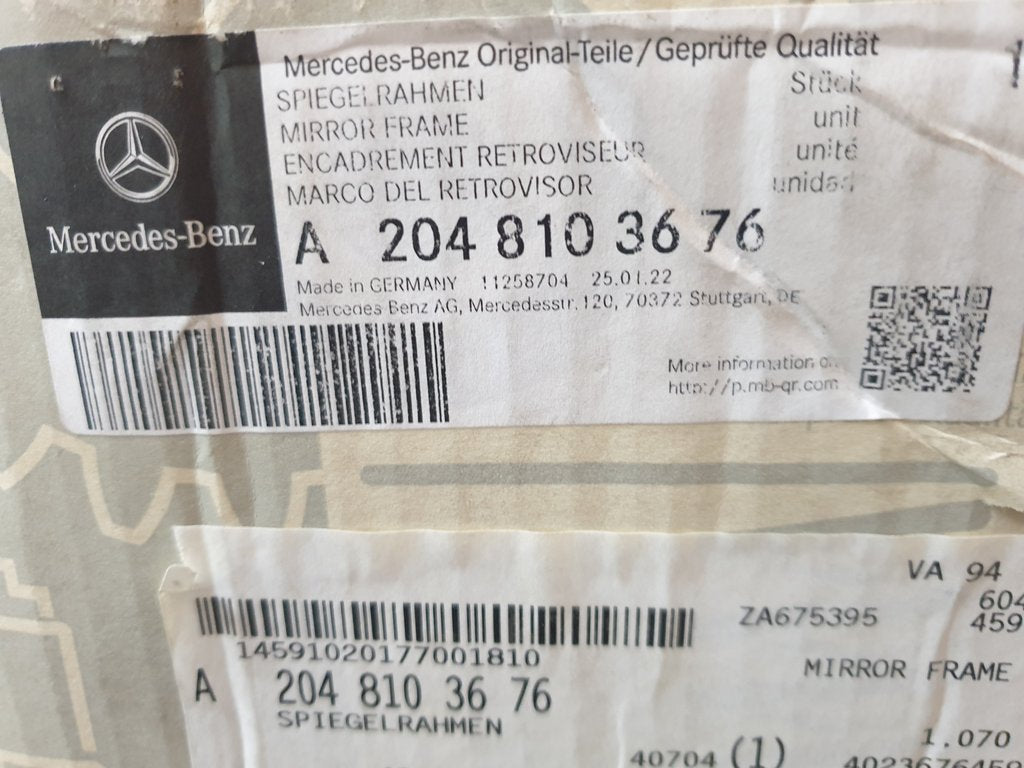 Mercedes-Benz Original-Teile/Geprüfte Qualität
SPIEGELRAHMEN Stück
MIRROR FRAME unit
ENCADREMENT RETROVISEUR unité
MARCO DEL RETROVISOR unidad
Mercedes-Benz
A 204 810 36 76
Made in GERMANY 11258704 25.01.22
Mercedes Benz AG, Mercedesstr. 120, 70372 Stuttgart, DE
More information
http://p.mb-qr.com
VA 94
604
ZA675395 459
14591020177001810
MIRROR FRAME
A 204 810 36 76
SPIEGELRAHMEN
1.070
40704 (1)